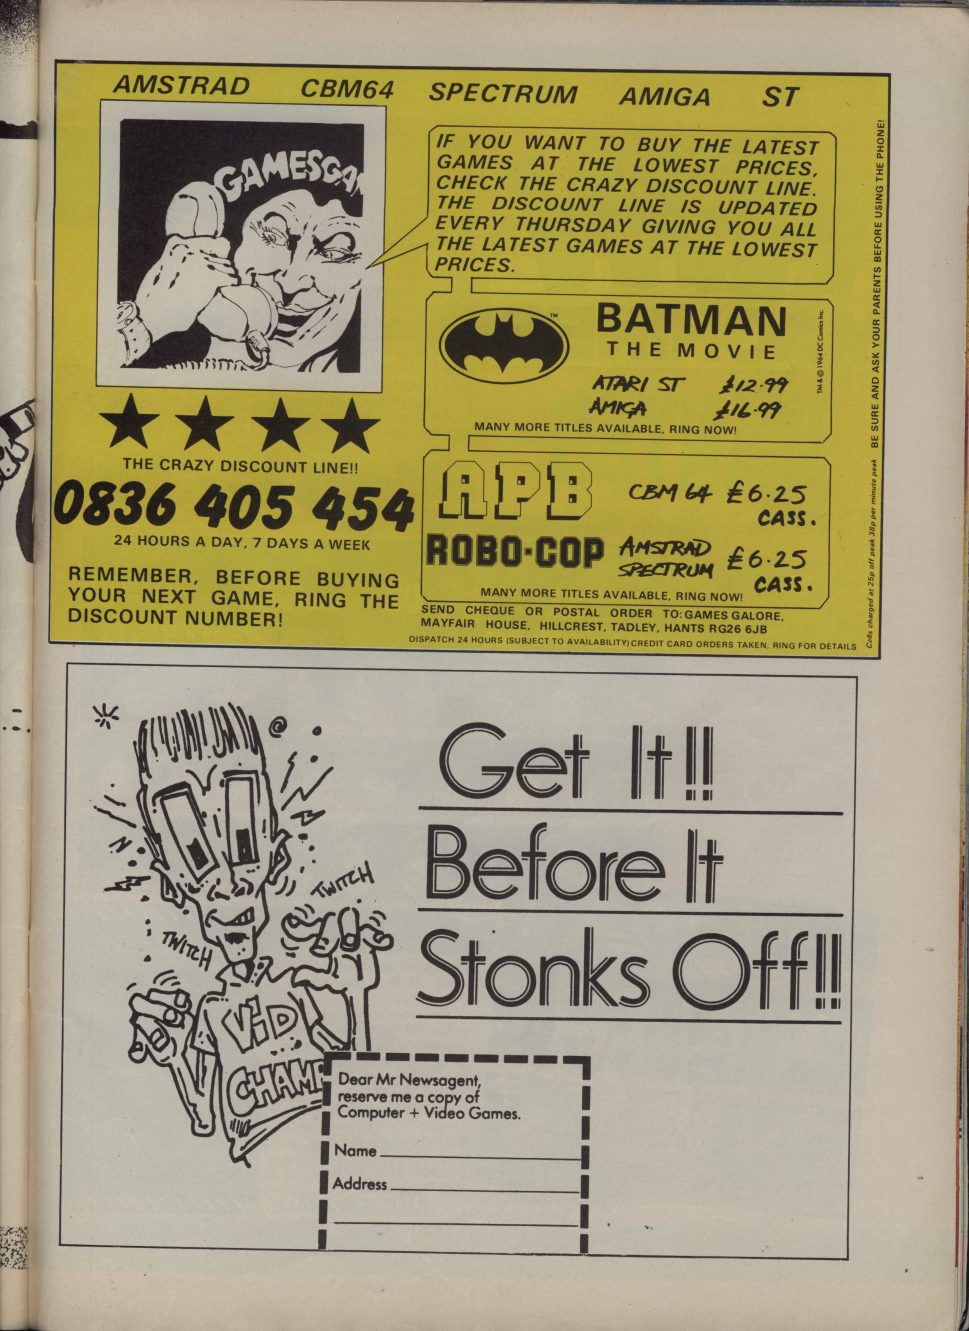 AMSTRAD CBM64 SPECTRUM AMIGA ST
GAMESGA
IF YOU WANT TO BUY THE LATEST
GAMES AT THE LOWEST PRICES,
CHECK THE CRAZY DISCOUNT LINE.
THE DISCOUNT LINE IS UPDATED
EVERY THURSDAY GIVING YOU ALL
THE LATEST GAMES AT THE LOWEST
PRICES.
BATMAN
THE MOVIE
TM
TM & © 1964 DC Comics Inc.
ATARI ST £12.99
AMIGA £16.99
MANY MORE TITLES AVAILABLE, RING NOW!
THE CRAZY DISCOUNT LINE!!
0836 405 454
24 HOURS A DAY, 7 DAYS A WEEK
REMEMBER, BEFORE BUYING
YOUR NEXT GAME, RING THE
DISCOUNT NUMBER!
APB CBM 64 £6.25
CASS.
ROBO-COP AMSTRAD £6.25
SPECTRUM CASS.
MANY MORE TITLES AVAILABLE, RING NOW!
SEND CHEQUE OR POSTAL ORDER TO: GAMES GALORE,
MAYFAIR HOUSE, HILLCREST, TADLEY, HANTS RG26 6JB
DISPATCH 24 HOURS (SUBJECT TO AVAILABILITY) CREDIT CARD ORDERS TAKEN. RING FOR DETAILS
Calls charged at 25p off peak 38p per minute peak BE SURE AND ASK YOUR PARENTS BEFORE USING THE PHONE!
Get It!!
Before It
Stonks Off!!
TWITCH
TWITCH
ViD
CHAMP
Dear Mr Newsagent,
reserve me a copy of
Computer + Video Games.
Name
Address